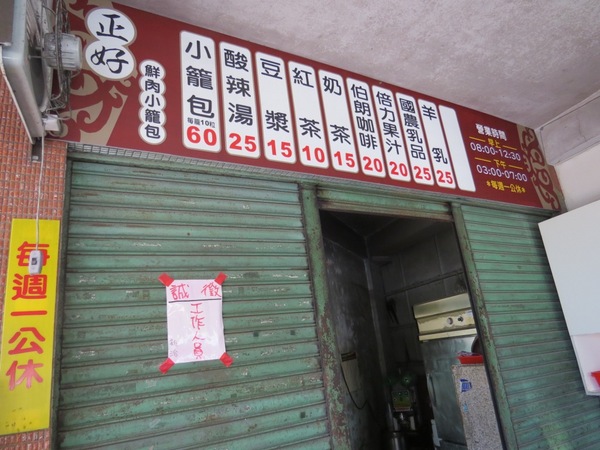 正好
鮮肉小籠包
小籠包
每籠10粒
60
酸辣湯
25
豆漿
15
紅茶
10
奶茶
15
伯朗咖啡
20
倍力果汁
20
國農乳品
25
羊乳
25
營業時間
早上
08:00-12:30
下午
03:00-07:00
*每週一公休*
每週一公休
誠徵
工作人員